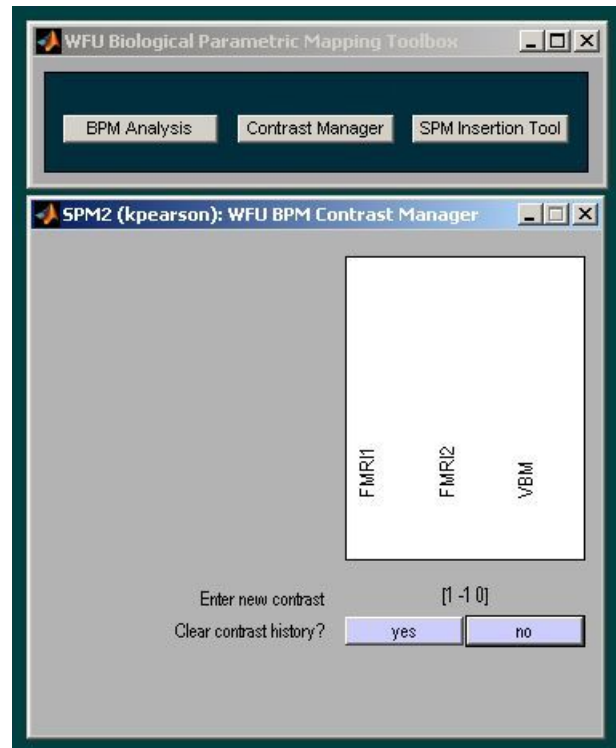 WFU Biological Parametric Mapping Toolbox
BPM Analysis Contrast Manager SPM Insertion Tool
SPM2 (kpearson): WFU BPM Contrast Manager
FMRI1 FMRI2 VBM
Enter new contrast [1 -1 0]
Clear contrast history? yes no